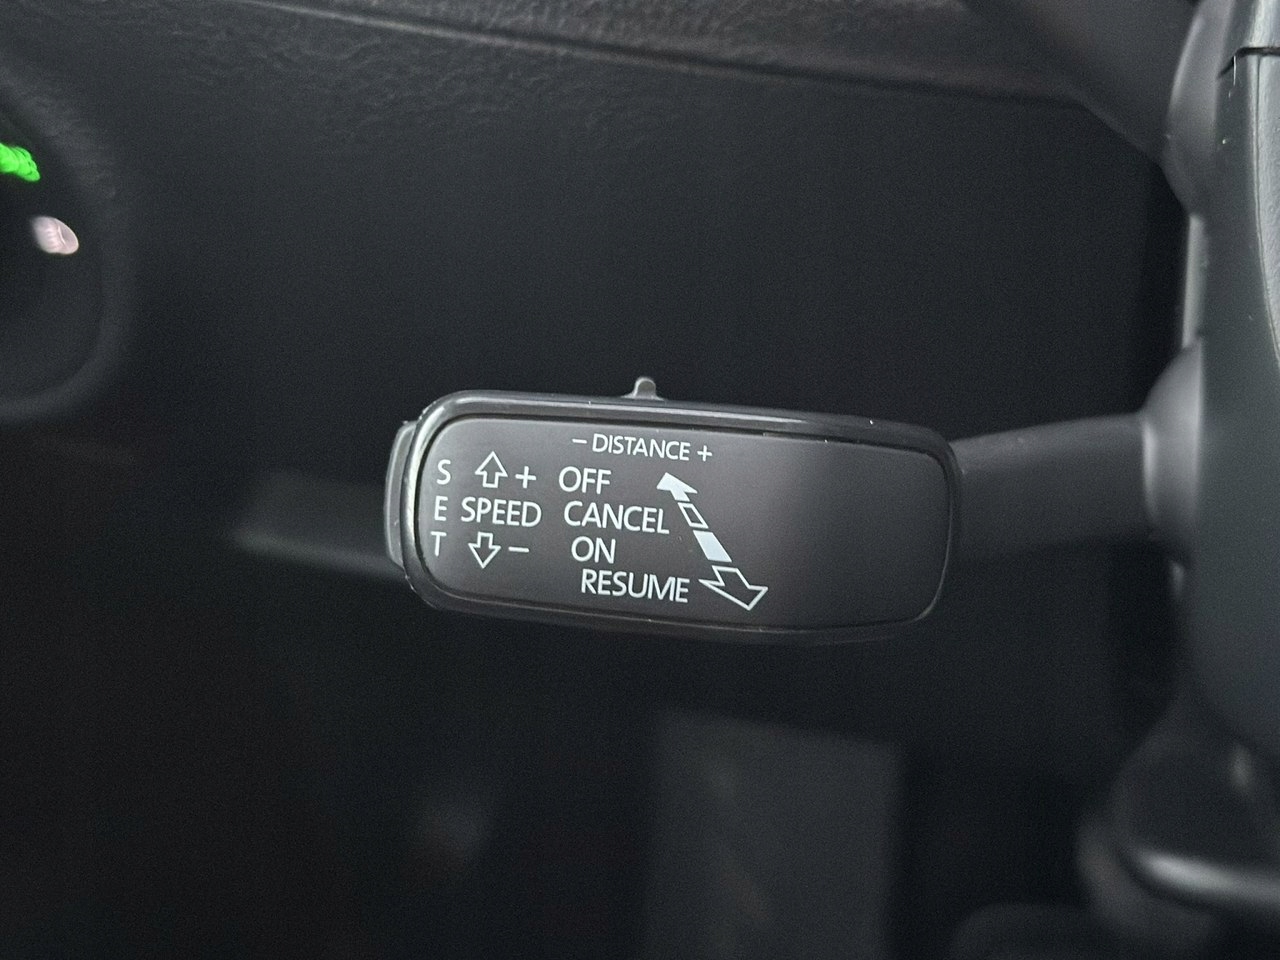 – DISTANCE +
S + OFF
E SPEED CANCEL
T – ON
RESUME